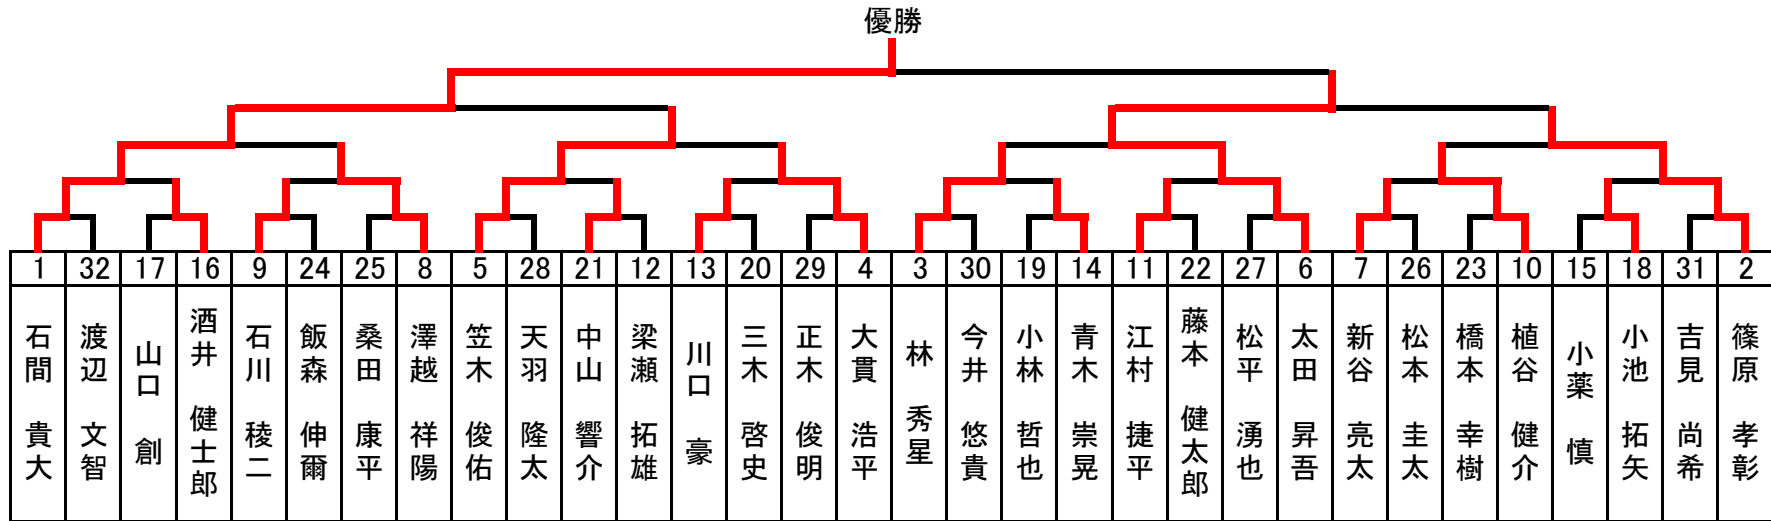 優勝
1 32 17 16 9 24 25 8 5 28 21 12 13 20 29 4 3 30 19 14 11 22 27 6 7 26 23 10 15 18 31 2
石間 貴大
渡辺 文智
山口 創
酒井 健士郎
石川 稜二
飯森 伸爾
桑田 康平
澤越 祥陽
笠木 俊佑
天羽 隆太
中山 響介
梁瀬 拓雄
川口 豪
三木 啓史
正木 俊明
大貫 浩平
林 秀星
今井 悠貴
小林 哲也
青木 崇晃
江村 捷平
藤本 健太郎
松平 湧也
太田 昇吾
新谷 亮太
松本 圭太
橋本 幸樹
植谷 健介
小薬 慎
小池 拓矢
吉見 尚希
篠原 孝彰